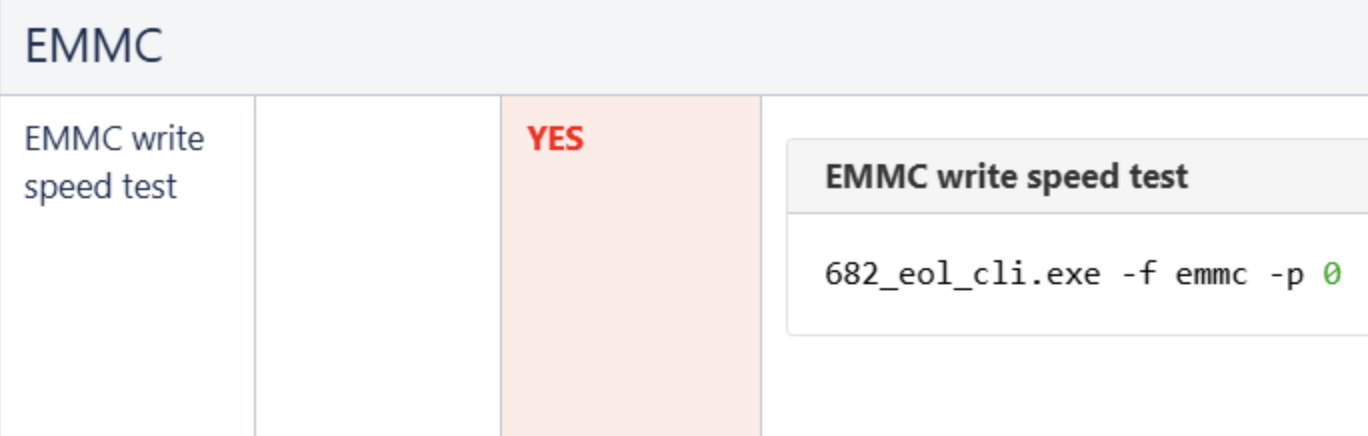 EMMC
EMMC write
speed test
YES
EMMC write speed test
682_eol_cli.exe -f emmc -p 0